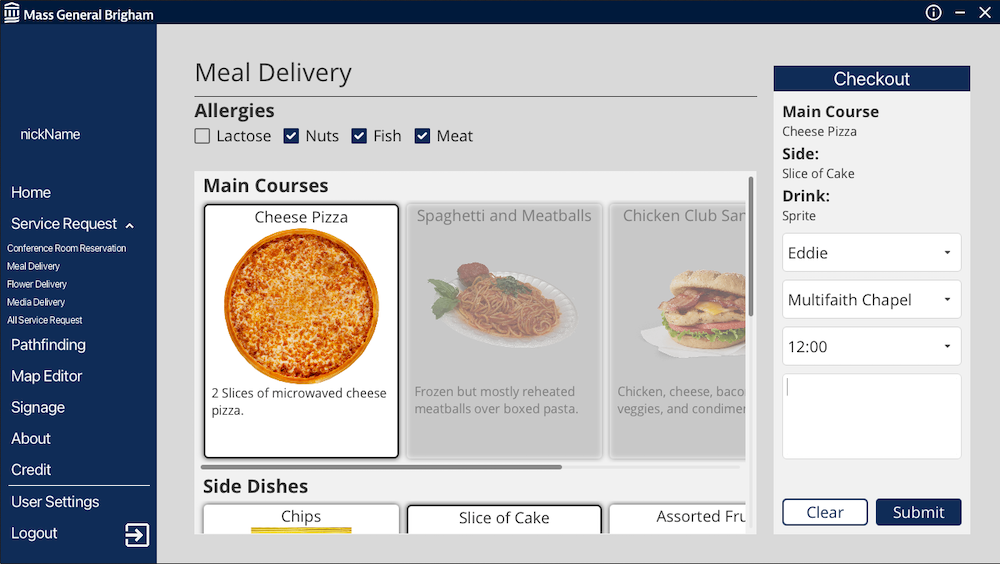 Mass General Brigham
nickName
Home
Service Request
Conference Room Reservation
Meal Delivery
Flower Delivery
Media Delivery
All Service Request
Pathfinding
Map Editor
Signage
About
Credit
User Settings
Logout
Meal Delivery
Allergies
Lactose Nuts Fish Meat
Main Courses
Cheese Pizza
2 Slices of microwaved cheese
pizza.
Spaghetti and Meatballs
Frozen but mostly reheated
meatballs over boxed pasta.
Chicken Club San
Chicken, cheese, baco
veggies, and condimen
Side Dishes
Chips
Slice of Cake
Assorted Fru
Checkout
Main Course
Cheese Pizza
Side:
Slice of Cake
Drink:
Sprite
Eddie
Multifaith Chapel
12:00
Clear
Submit